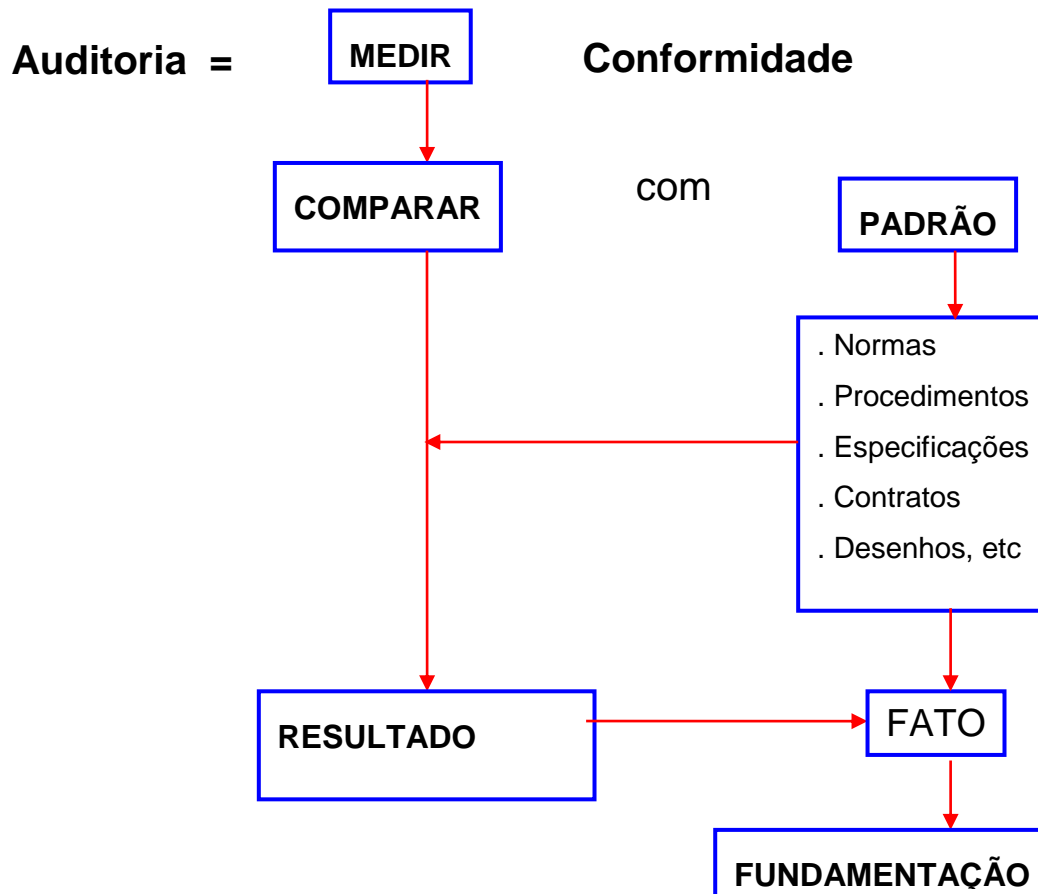 Auditoria = MEDIR Conformidade
COMPARAR com PADRÃO
. Normas
. Procedimentos
. Especificações
. Contratos
. Desenhos, etc
RESULTADO FATO
FUNDAMENTAÇÃO